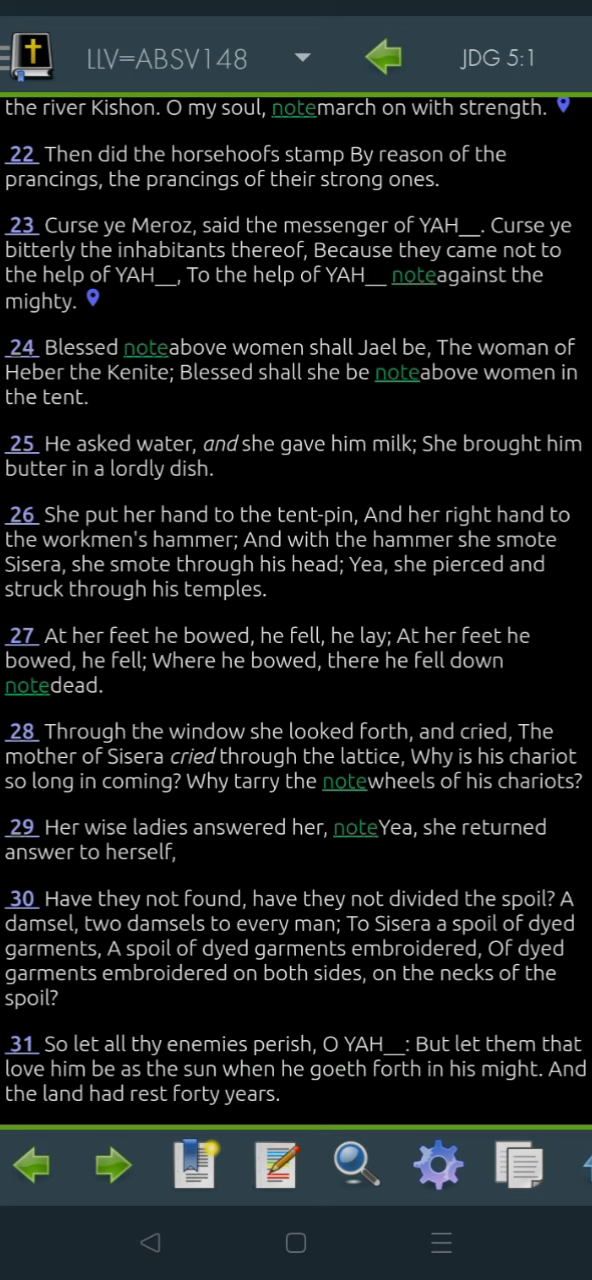 LLV=ABSV148 JDG 5:1
the river Kishon. O my soul, notemarch on with strength.
22 Then did the horsehoofs stamp By reason of the
prancings, the prancings of their strong ones.
23 Curse ye Meroz, said the messenger of YAH__. Curse ye
bitterly the inhabitants thereof, Because they came not to
the help of YAH__, To the help of YAH__ noteagainst the
mighty.
24 Blessed noteabove women shall Jael be, The woman of
Heber the Kenite; Blessed shall she be noteabove women in
the tent.
25 He asked water, and she gave him milk; She brought him
butter in a lordly dish.
26 She put her hand to the tent-pin, And her right hand to
the workmen's hammer; And with the hammer she smote
Sisera, she smote through his head; Yea, she pierced and
struck through his temples.
27 At her feet he bowed, he fell, he lay; At her feet he
bowed, he fell; Where he bowed, there he fell down
notedead.
28 Through the window she looked forth, and cried, The
mother of Sisera cried through the lattice, Why is his chariot
so long in coming? Why tarry the notewheels of his chariots?
29 Her wise ladies answered her, noteYea, she returned
answer to herself,
30 Have they not found, have they not divided the spoil? A
damsel, two damsels to every man; To Sisera a spoil of dyed
garments, A spoil of dyed garments embroidered, Of dyed
garments embroidered on both sides, on the necks of the
spoil?
31 So let all thy enemies perish, O YAH__: But let them that
love him be as the sun when he goeth forth in his might. And
the land had rest forty years.